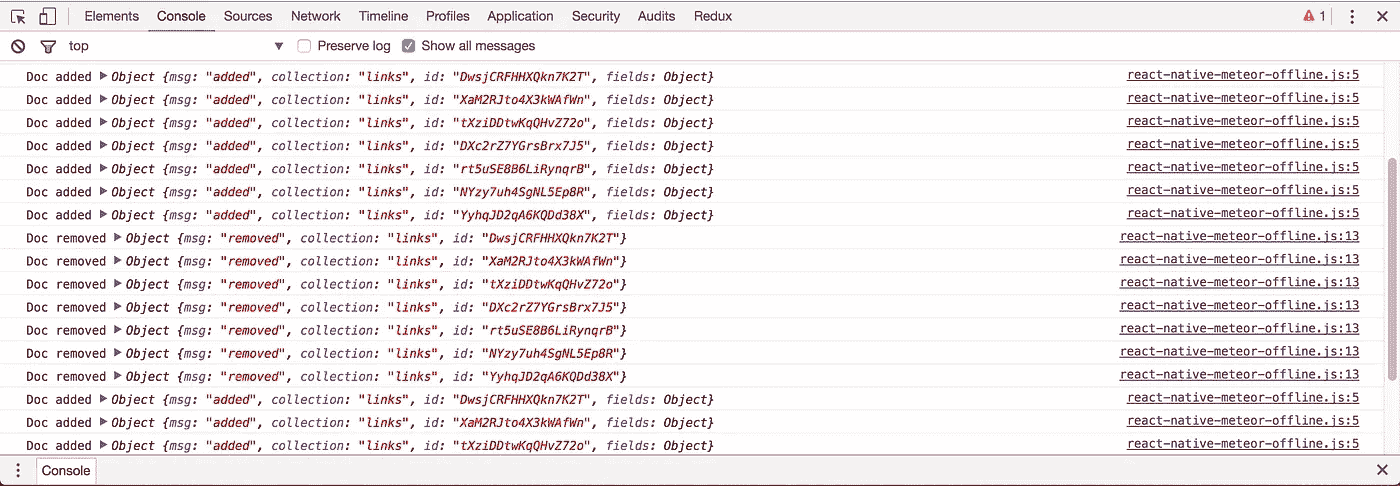 Elements Console Sources Network Timeline Profiles Application Security Audits Redux 1
top Preserve log Show all messages
Doc added Object {msg: "added", collection: "links", id: "DwsjCRFHHXQkn7K2T", fields: Object} react-native-meteor-offline.js:5
Doc added Object {msg: "added", collection: "links", id: "XaM2RJto4X3kWAfWn", fields: Object} react-native-meteor-offline.js:5
Doc added Object {msg: "added", collection: "links", id: "tXziDDtwKqQHvZ72o", fields: Object} react-native-meteor-offline.js:5
Doc added Object {msg: "added", collection: "links", id: "DXc2rZ7YGrsBrx7J5", fields: Object} react-native-meteor-offline.js:5
Doc added Object {msg: "added", collection: "links", id: "rt5uSE8B6LiRynqrB", fields: Object} react-native-meteor-offline.js:5
Doc added Object {msg: "added", collection: "links", id: "NYzy7uh4SgNL5Ep8R", fields: Object} react-native-meteor-offline.js:5
Doc added Object {msg: "added", collection: "links", id: "YyhqJD2qA6KQDd38X", fields: Object} react-native-meteor-offline.js:5
Doc removed Object {msg: "removed", collection: "links", id: "DwsjCRFHHXQkn7K2T"} react-native-meteor-offline.js:13
Doc removed Object {msg: "removed", collection: "links", id: "XaM2RJto4X3kWAfWn"} react-native-meteor-offline.js:13
Doc removed Object {msg: "removed", collection: "links", id: "tXziDDtwKqQHvZ72o"} react-native-meteor-offline.js:13
Doc removed Object {msg: "removed", collection: "links", id: "DXc2rZ7YGrsBrx7J5"} react-native-meteor-offline.js:13
Doc removed Object {msg: "removed", collection: "links", id: "rt5uSE8B6LiRynqrB"} react-native-meteor-offline.js:13
Doc removed Object {msg: "removed", collection: "links", id: "NYzy7uh4SgNL5Ep8R"} react-native-meteor-offline.js:13
Doc removed Object {msg: "removed", collection: "links", id: "YyhqJD2qA6KQDd38X"} react-native-meteor-offline.js:13
Doc added Object {msg: "added", collection: "links", id: "DwsjCRFHHXQkn7K2T", fields: Object} react-native-meteor-offline.js:5
Doc added Object {msg: "added", collection: "links", id: "XaM2RJto4X3kWAfWn", fields: Object} react-native-meteor-offline.js:5
Doc added Object {msg: "added", collection: "links", id: "tXziDDtwKqQHvZ72o", fields: Object} react-native-meteor-offline.js:5
Console